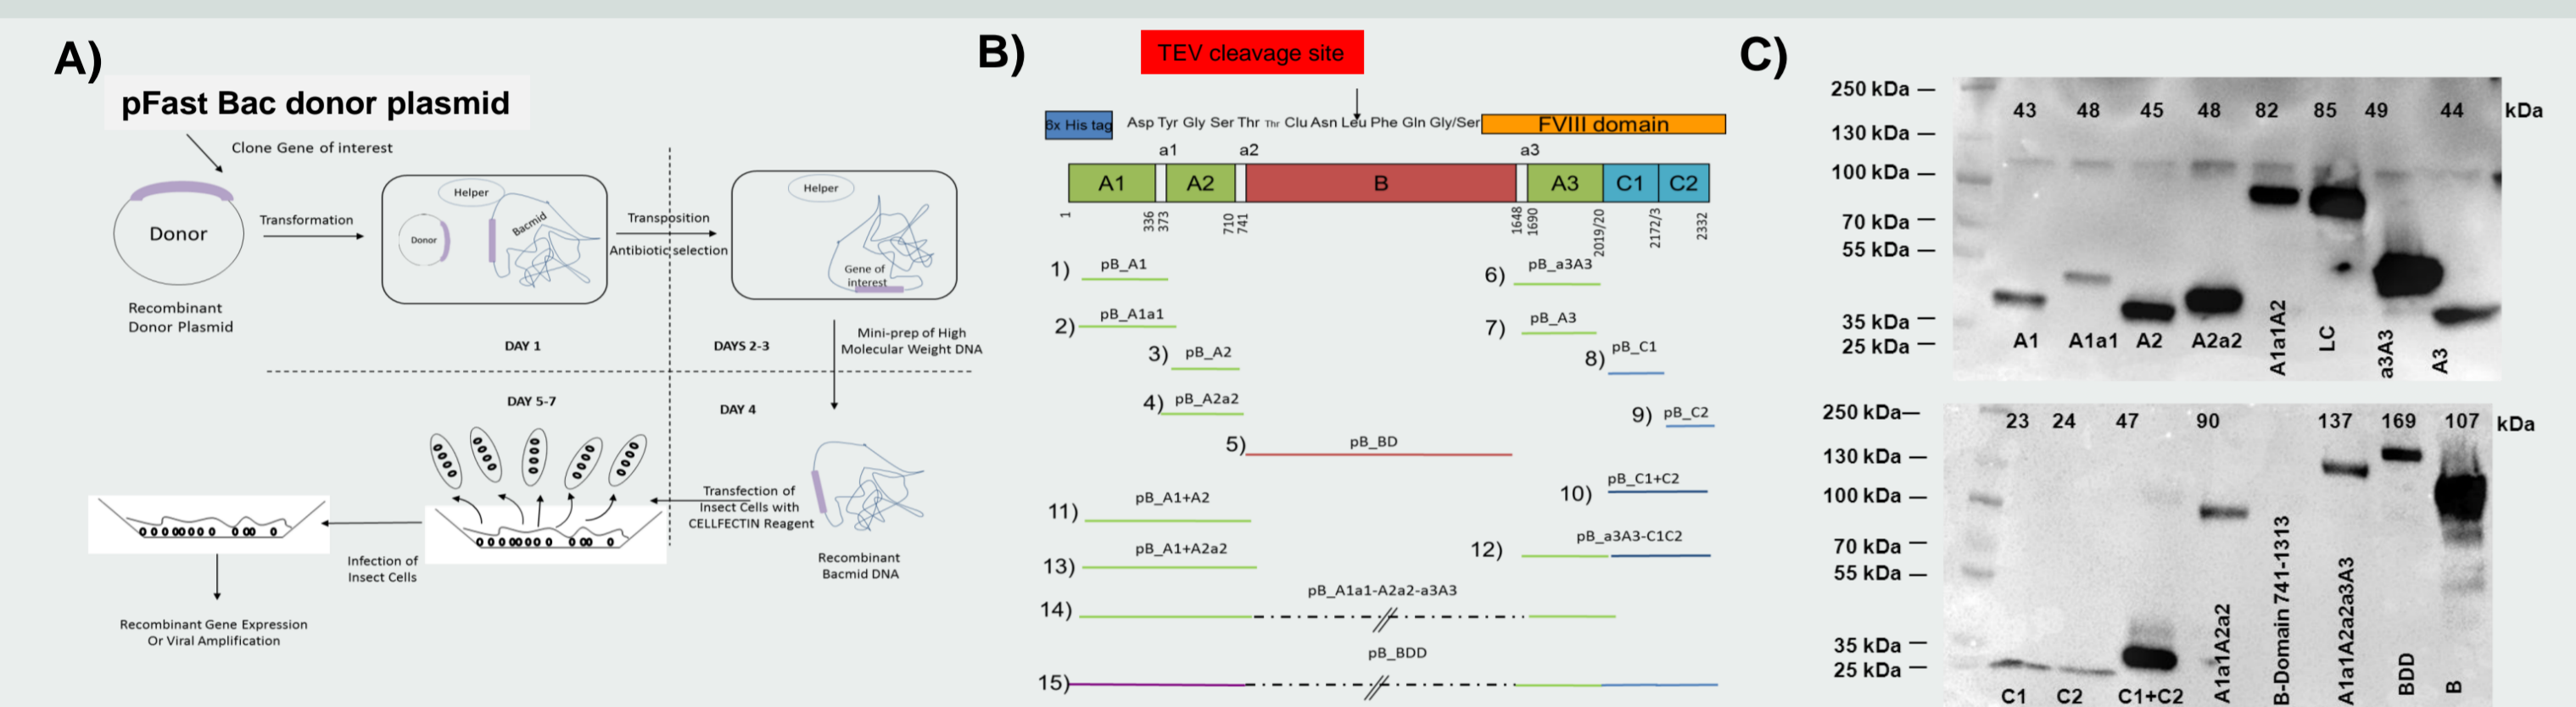 A)
pFast Bac donor plasmid
Clone Gene of interest
Donor
Recombinant
Donor Plasmid
Transformation
Helper
Donor
Bacmid
Transposition
Antibiotic selection
Helper
Gene of
interest
DAY 1
DAYS 2-3
Mini-prep of High
Molecular Weight DNA
DAY 5-7
DAY 4
Transfection of
Insect Cells with
CELLFECTIN Reagent
Recombinant
Bacmid DNA
Infection of
Insect Cells
Recombinant Gene Expression
Or Viral Amplification
B)
TEV cleavage site
6x His tag
Asp Tyr Gly Ser Thr Thr Clu Asn Leu Phe Gln Gly/Ser
FVIII domain
a1 a2 a3
A1 A2 B A3 C1 C2
1 336 373 710 741 1648 1690 2019/20 2172/3 2332
1) pB_A1
2) pB_A1a1
3) pB_A2
4) pB_A2a2
5) pB_BD
6) pB_a3A3
7) pB_A3
8) pB_C1
9) pB_C2
10) pB_C1+C2
11) pB_A1+A2
12) pB_a3A3-C1C2
13) pB_A1+A2a2
14) pB_A1a1-A2a2-a3A3
15) pB_BDD
C)
250 kDa
130 kDa
100 kDa
70 kDa
55 kDa
35 kDa
25 kDa
43 48 45 48 82 85 49 44 kDa
A1 A1a1 A2 A2a2 A1a1A2 LC a3A3 A3
250 kDa
130 kDa
100 kDa
70 kDa
55 kDa
35 kDa
25 kDa
23 24 47 90 137 169 107 kDa
C1 C2 C1+C2 A1a1A2a2 B-Domain 741-1313 A1a1A2a2a3A3 BDD B